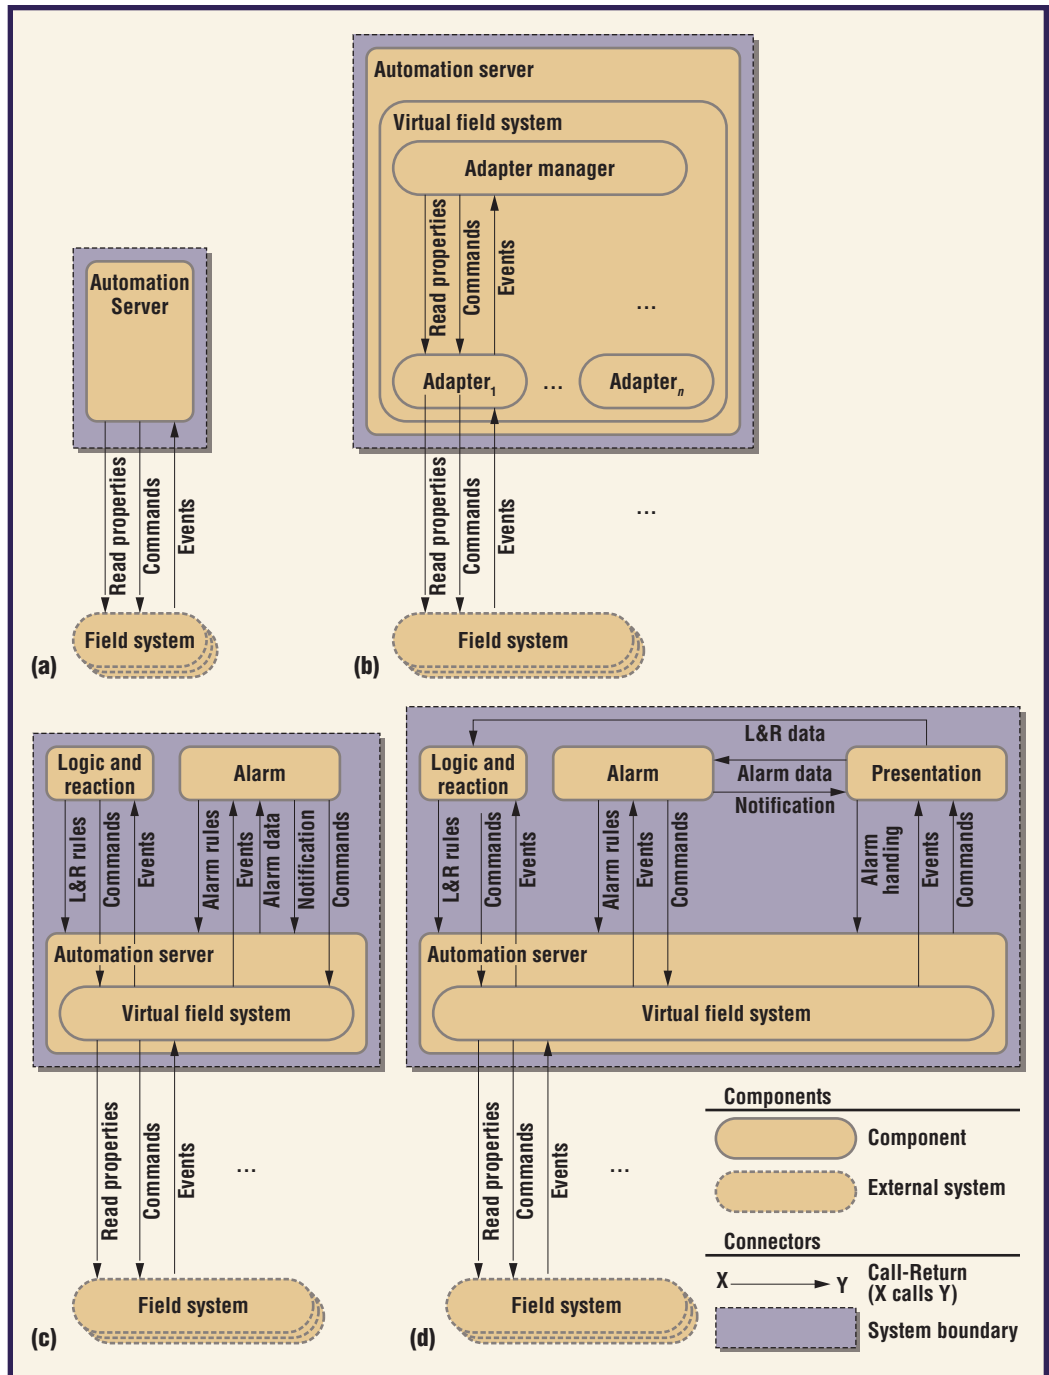 Automation
Server
Read properties
Commands
Events
Field system
(a)
Automation server
Virtual field system
Adapter manager
Read properties
Commands
Events
...
Adapter1
...
Adaptern
Read properties
Commands
Events
...
Field system
(b)
Logic and
reaction
Alarm
L&R rules
Commands
Events
Alarm rules
Events
Alarm data
Notification
Commands
Automation server
Virtual field system
Read properties
Commands
Events
...
Field system
(c)
L&R data
Logic and
reaction
Alarm
Alarm data
Notification
Presentation
L&R rules
Commands
Events
Alarm rules
Events
Commands
Alarm
handing
Events
Commands
Automation server
Virtual field system
Read properties
Commands
Events
...
Field system
(d)
Components
Component
External system
Connectors
X Y Call-Return
(X calls Y)
System boundary